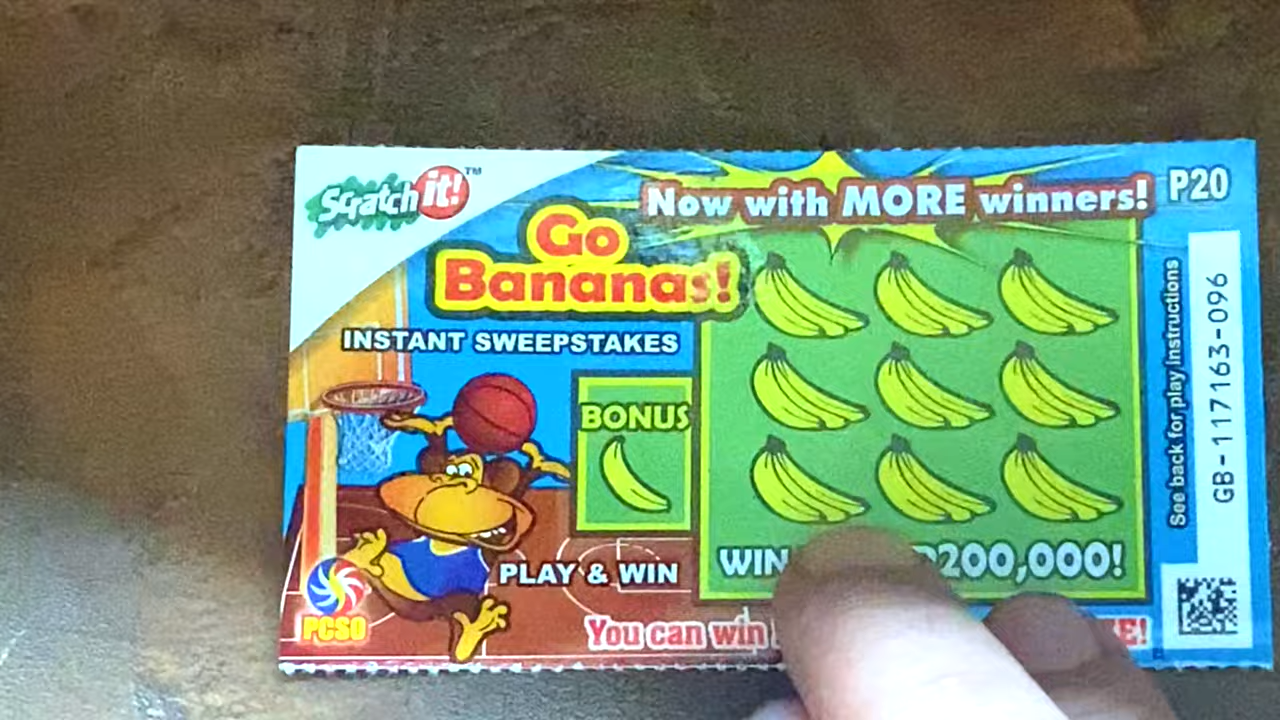 Scratch it!™
Now with MORE winners!
P20
Go
Bananas!
INSTANT SWEEPSTAKES
BONUS
WIN 200,000!
PLAY & WIN
PCSO
You can win
See back for play instructions
GB-117163-096